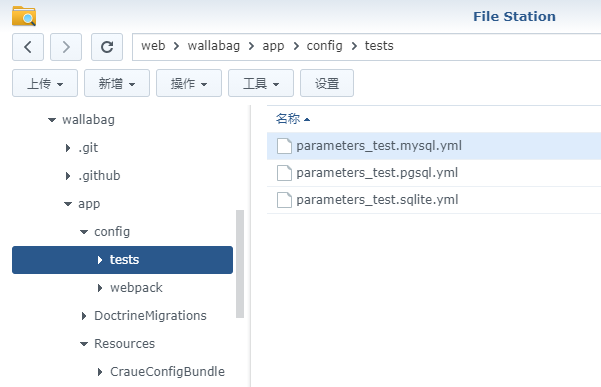 File Station
web > wallabag > app > config > tests
上传 新增 操作 工具 设置
wallabag
.git
.github
app
config
tests
webpack
DoctrineMigrations
Resources
CraueConfigBundle
名称
parameters_test.mysql.yml
parameters_test.pgsql.yml
parameters_test.sqlite.yml